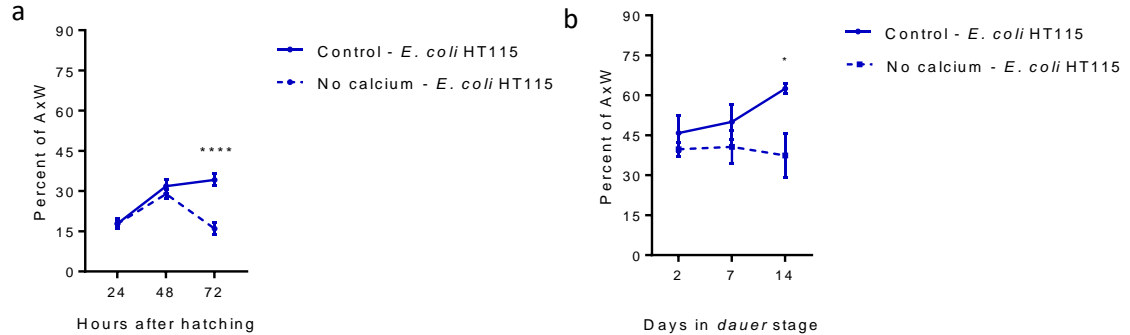 a
90
75
60
45
30
15
0
Percent of AxW
****
24 48 72
Hours after hatching
Control - E. coli HT115
No calcium - E. coli HT115
b
90
75
60
45
30
15
0
Percent of AxW
*
2 7 14
Days in dauer stage
Control - E. coli HT115
No calcium - E. coli HT115